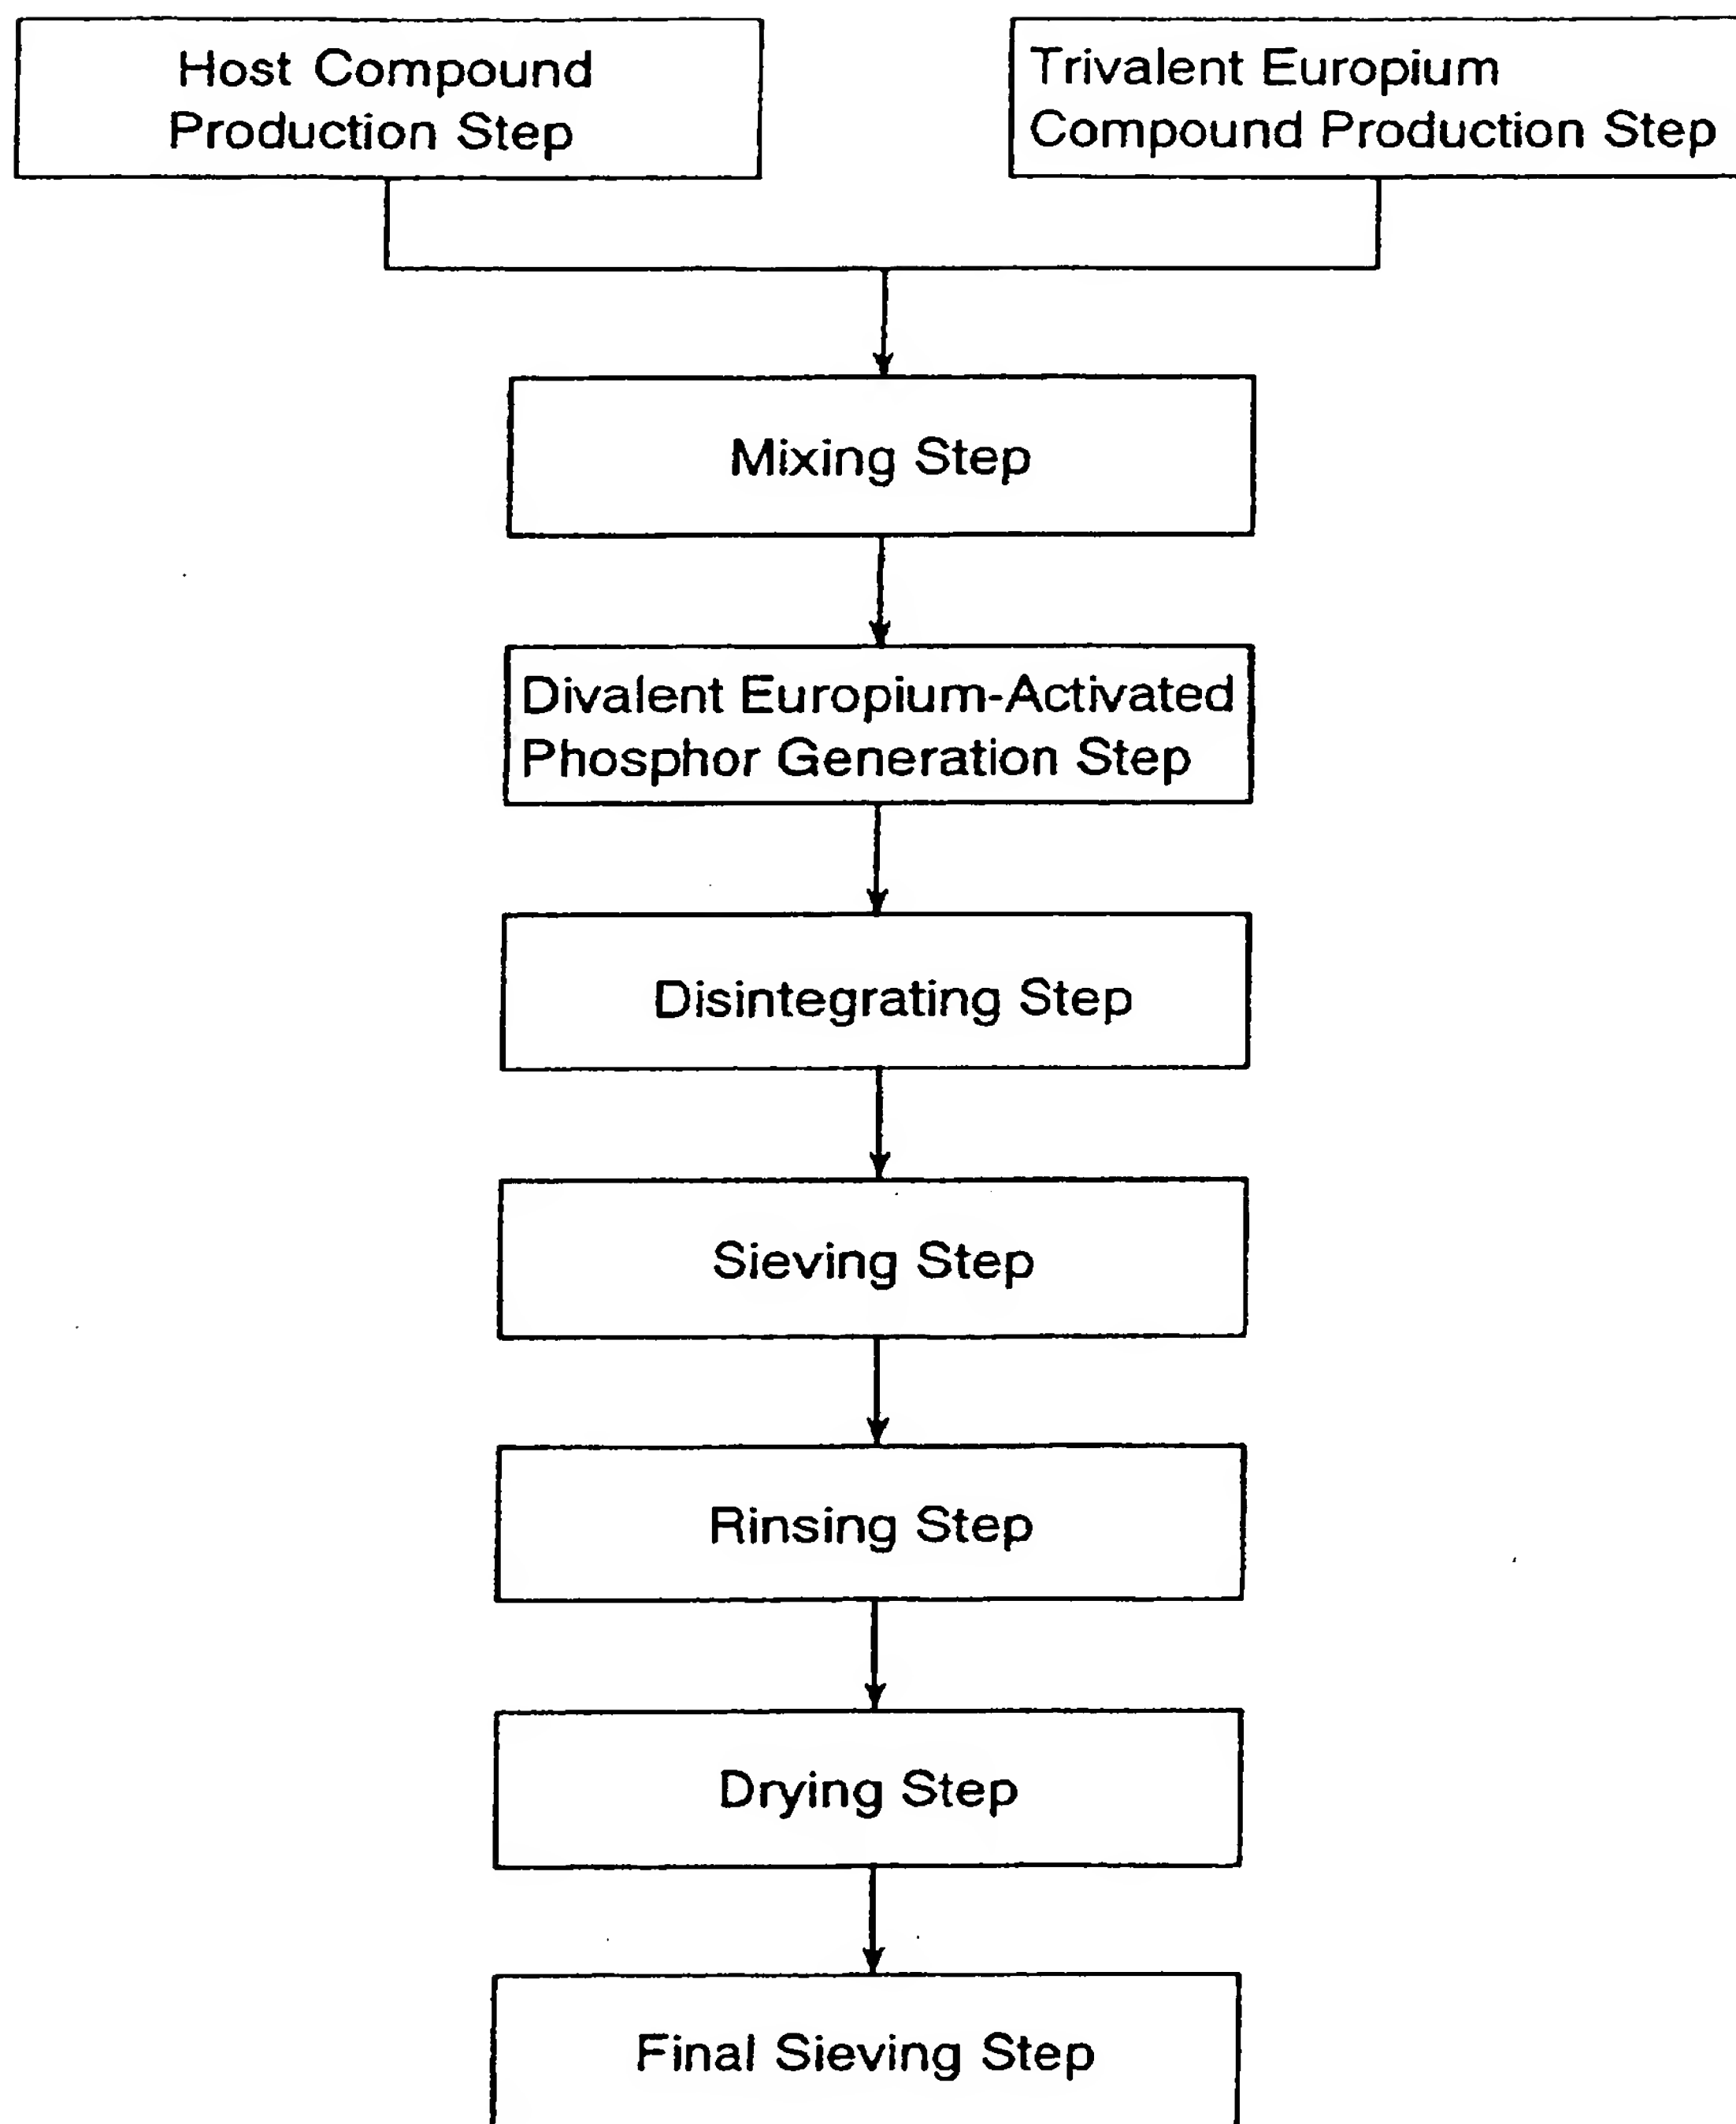 Host Compound
Production Step
Trivalent Europium
Compound Production Step
Mixing Step
Divalent Europium-Activated
Phosphor Generation Step
Disintegrating Step
Sieving Step
Rinsing Step
Drying Step
Final Sieving Step